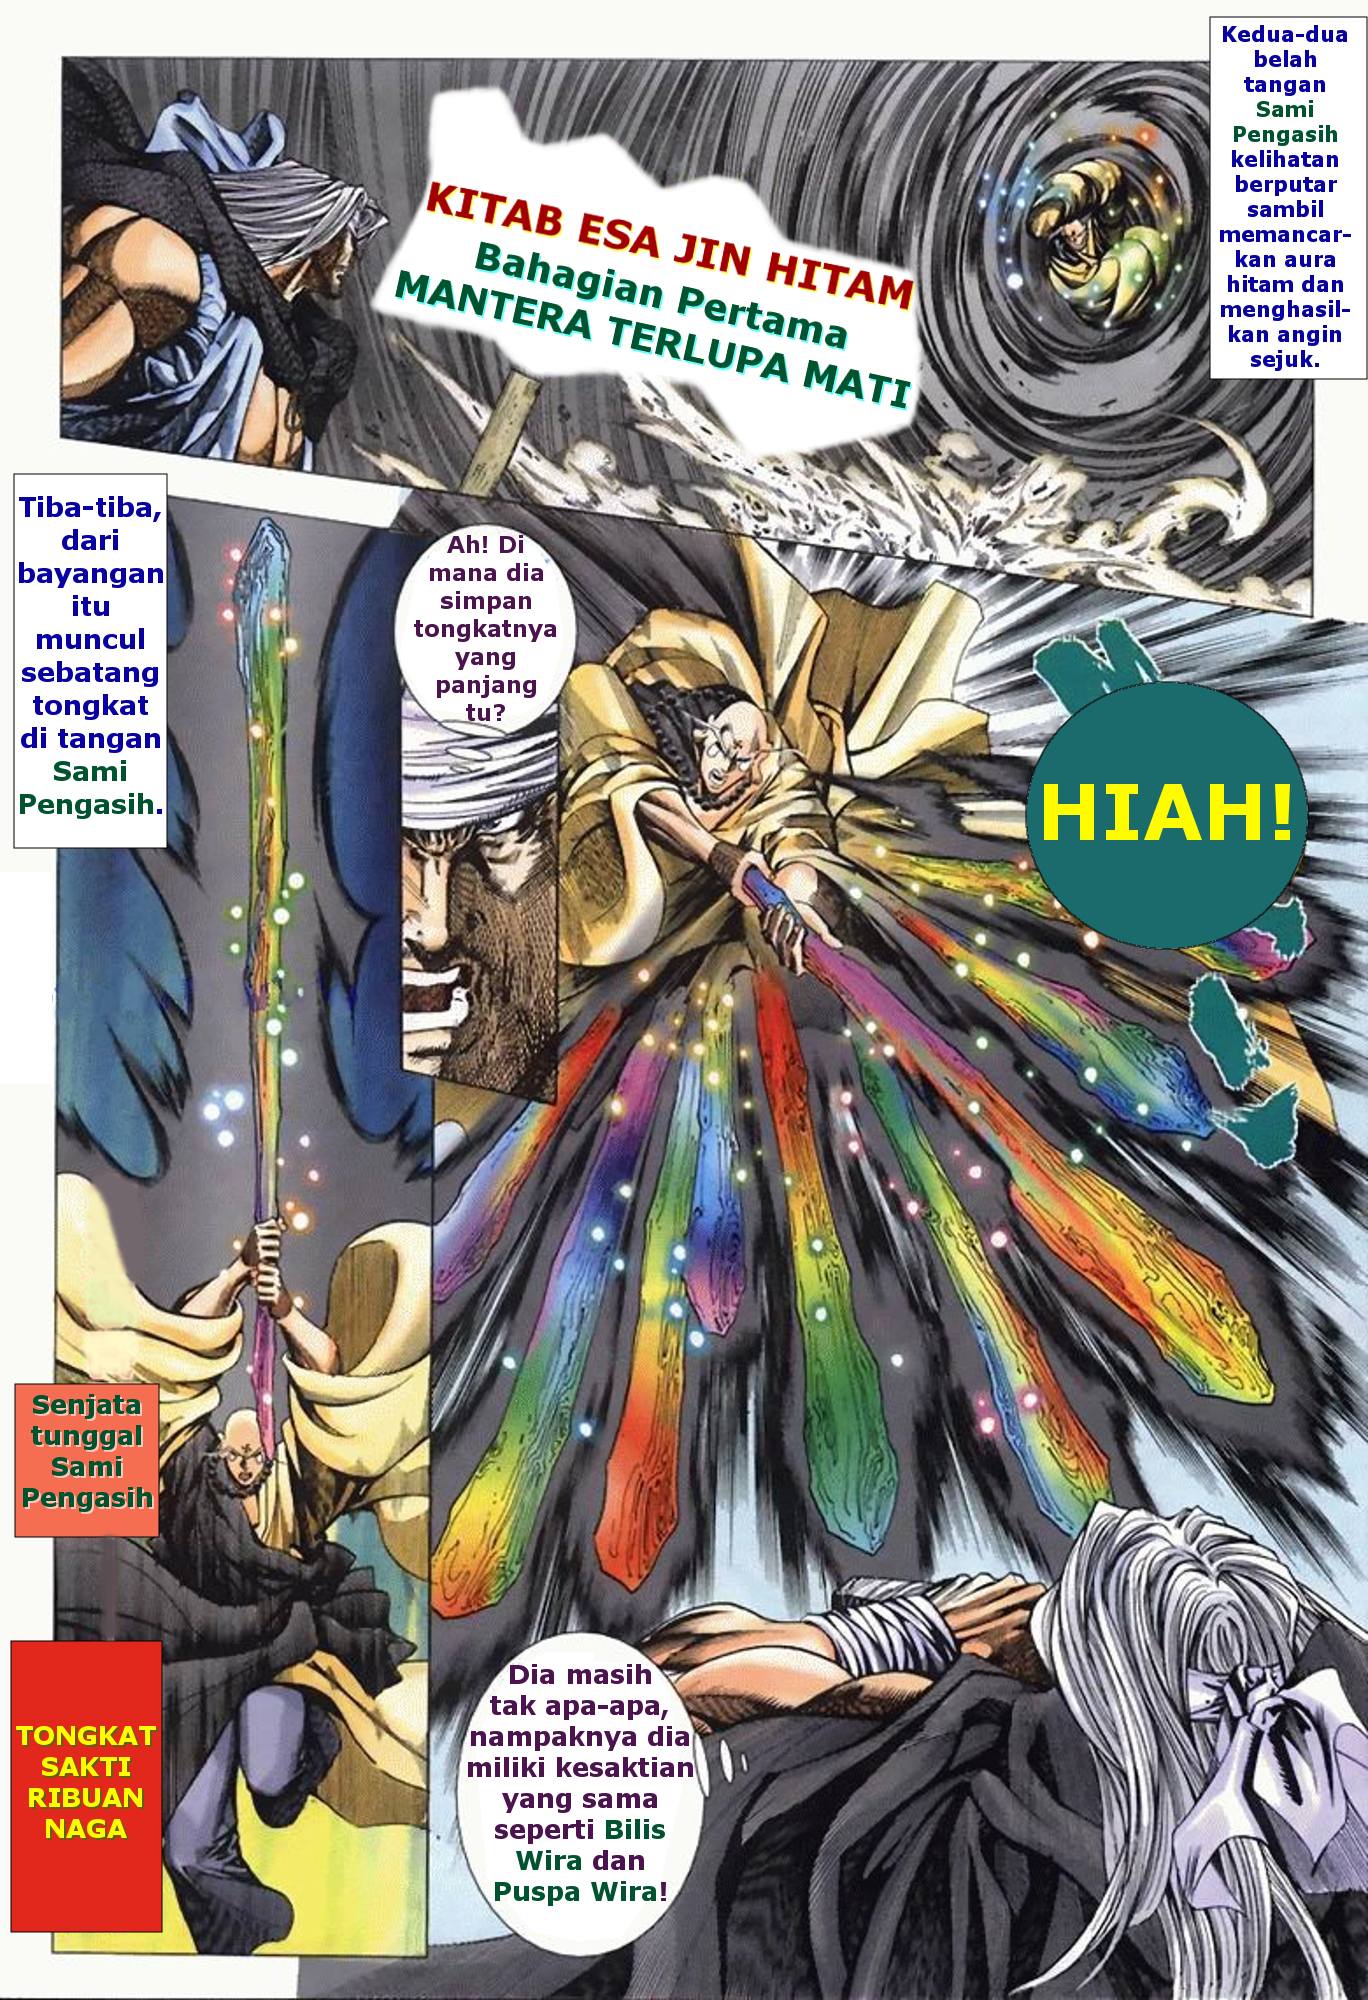 Kedua-dua
belah
tangan
Sami
Pengasih
kelihatan
berputar
sambil
memancar-
kan aura
hitam dan
menghasil-
kan angin
sejuk.
KITAB ESA JIN HITAM
Bahagian Pertama
MANTERA TERLUPA MATI
Tiba-tiba,
dari
bayangan
itu
muncul
sebatang
tongkat
di tangan
Sami
Pengasih.
Ah! Di
mana dia
simpan
tongkatnya
yang
panjang
tu?
HIAH!
Senjata
tunggal
Sami
Pengasih
TONGKAT
SAKTI
RIBUAN
NAGA
Dia masih
tak apa-apa,
nampaknya dia
miliki kesaktian
yang sama
seperti Bilis
Wira dan
Puspa Wira!